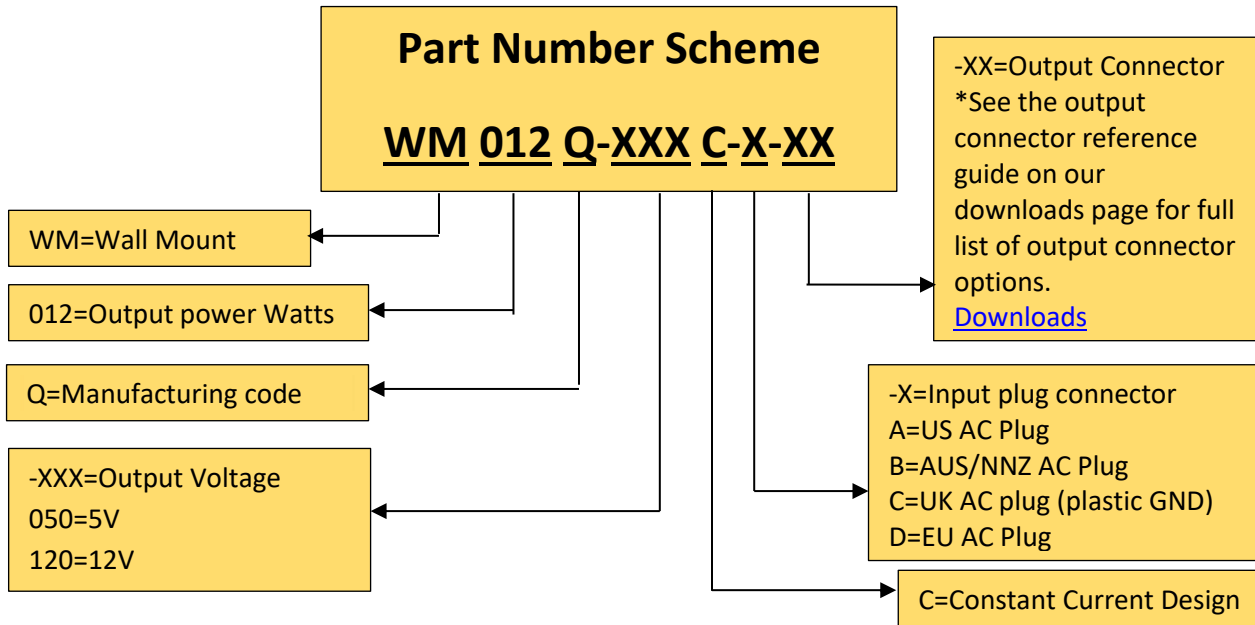 Part Number Scheme
WM 012 Q-XXX C-X-XX
-XX=Output Connector
*See the output
connector reference
guide on our
downloads page for full
list of output connector
options.
Downloads
WM=Wall Mount
012=Output power Watts
Q=Manufacturing code
-XXX=Output Voltage
050=5V
120=12V
-X=Input plug connector
A=US AC Plug
B=AUS/NNZ AC Plug
C=UK AC plug (plastic GND)
D=EU AC Plug
C=Constant Current Design